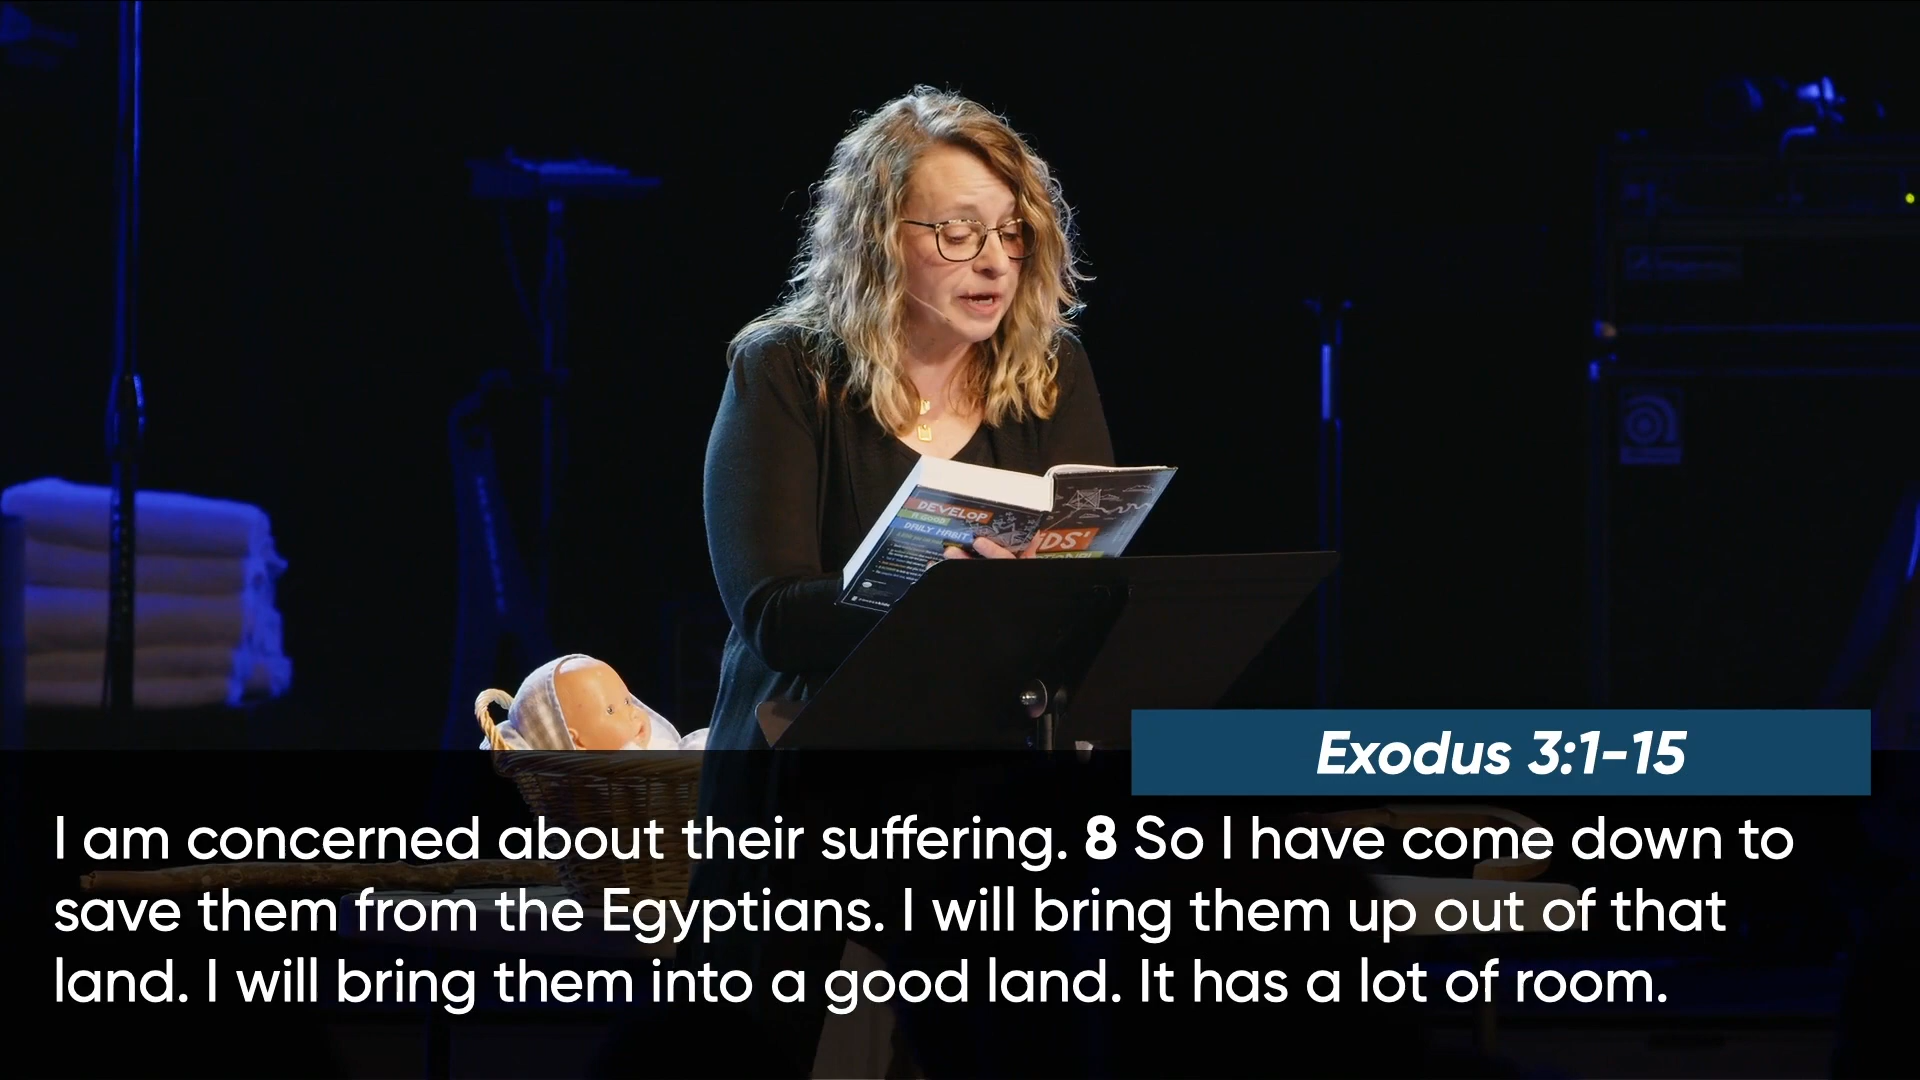 DEVELOP
A GOOD
DAILY HABIT
DS'
Exodus 3:1-15
I am concerned about their suffering. 8 So I have come down to
save them from the Egyptians. I will bring them up out of that
land. I will bring them into a good land. It has a lot of room.